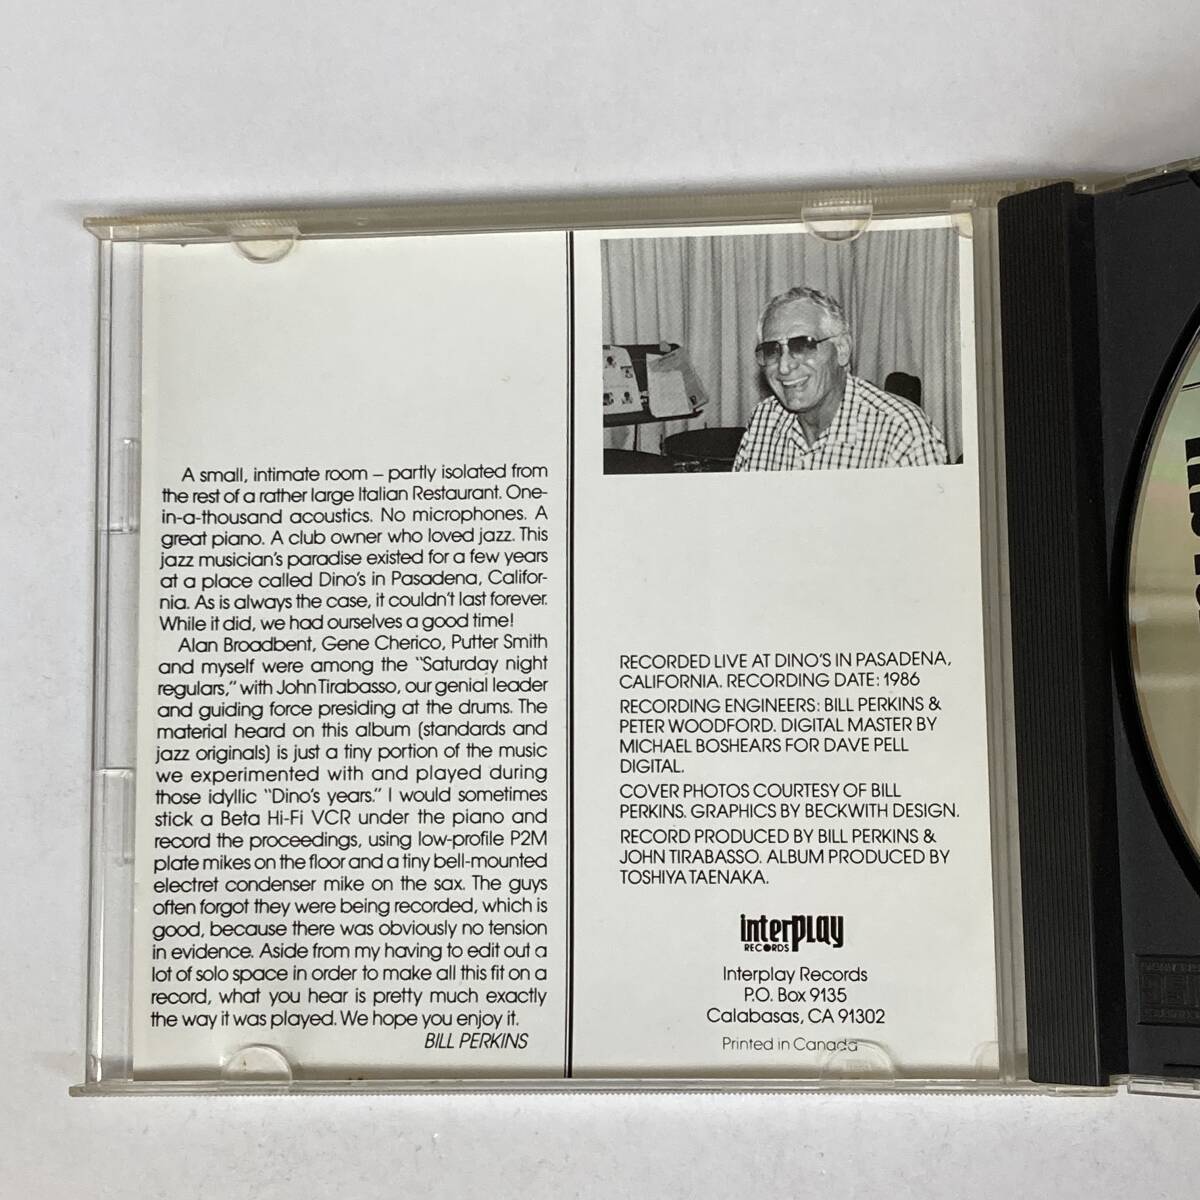 A small, intimate room – partly isolated from
the rest of a rather large Italian Restaurant. One-
in-a-thousand acoustics. No microphones. A
great piano. A club owner who loved jazz. This
jazz musician's paradise existed for a few years
at a place called Dino's in Pasadena, Califor-
nia. As is always the case, it couldn't last forever.
While it did, we had ourselves a good time!
Alan Broadbent, Gene Cherico, Putter Smith
and myself were among the "Saturday night
regulars," with John Tirabasso, our genial leader
and guiding force presiding at the drums. The
material heard on this album (standards and
jazz originals) is just a tiny portion of the music
we experimented with and played during
those idyllic "Dino's years." I would sometimes
stick a Beta Hi-Fi VCR under the piano and
record the proceedings, using low-profile P2M
plate mikes on the floor and a tiny bell-mounted
electret condenser mike on the sax. The guys
often forgot they were being recorded, which is
good, because there was obviously no tension
in evidence. Aside from my having to edit out a
lot of solo space in order to make all this fit on a
record, what you hear is pretty much exactly
the way it was played. We hope you enjoy it.
BILL PERKINS
RECORDED LIVE AT DINO'S IN PASADENA,
CALIFORNIA. RECORDING DATE: 1986
RECORDING ENGINEERS: BILL PERKINS &
PETER WOODFORD. DIGITAL MASTER BY
MICHAEL BOSHEARS FOR DAVE PELL
DIGITAL.
COVER PHOTOS COURTESY OF BILL
PERKINS. GRAPHICS BY BECKWITH DESIGN.
RECORD PRODUCED BY BILL PERKINS &
JOHN TIRABASSO. ALBUM PRODUCED BY
TOSHIYA TAENAKA.
interplay
RECORDS
Interplay Records
P.O. Box 9135
Calabasas, CA 91302
Printed in Canada